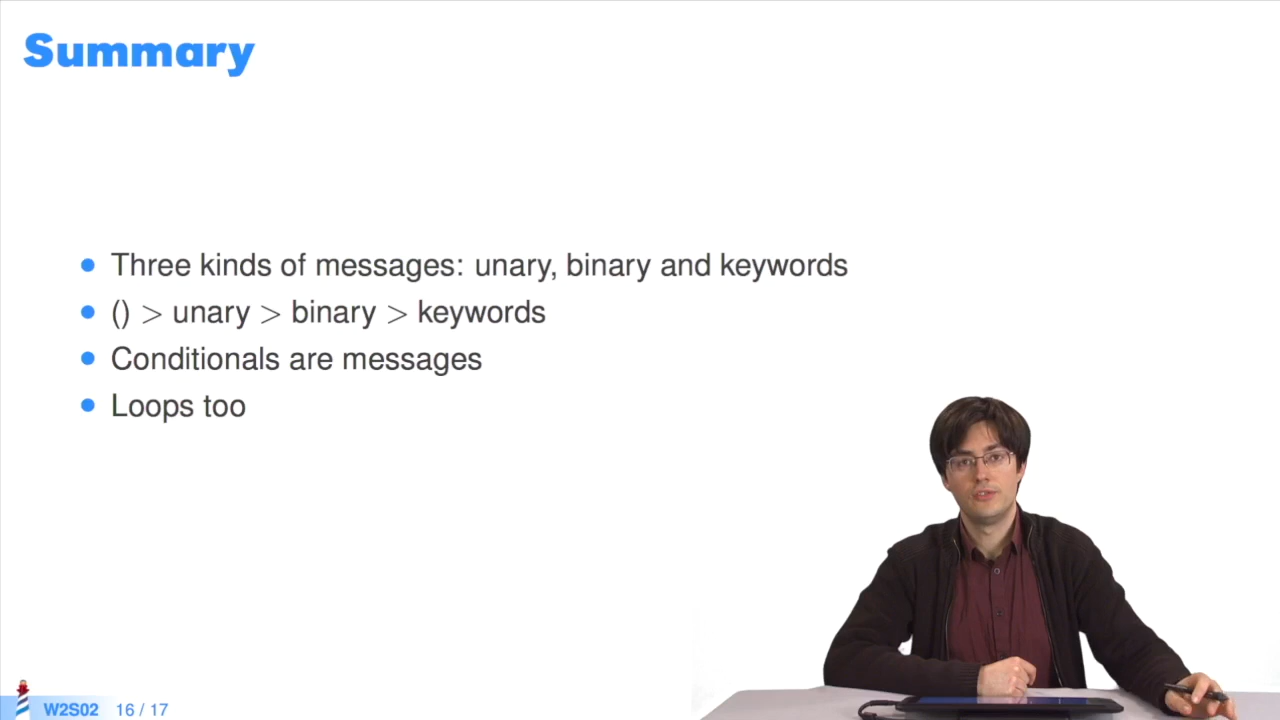 Summary
Three kinds of messages: unary, binary and keywords
() > unary > binary > keywords
Conditionals are messages
Loops too
W2S02 16 / 17